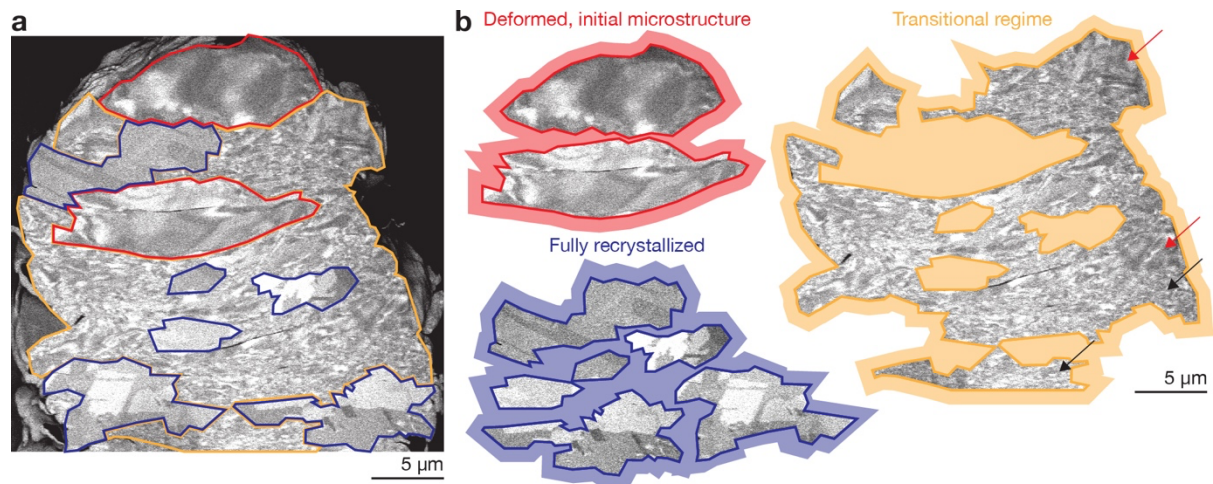 a
b
Deformed, initial microstructure
Transitional regime
Fully recrystallized
5 µm
5 µm